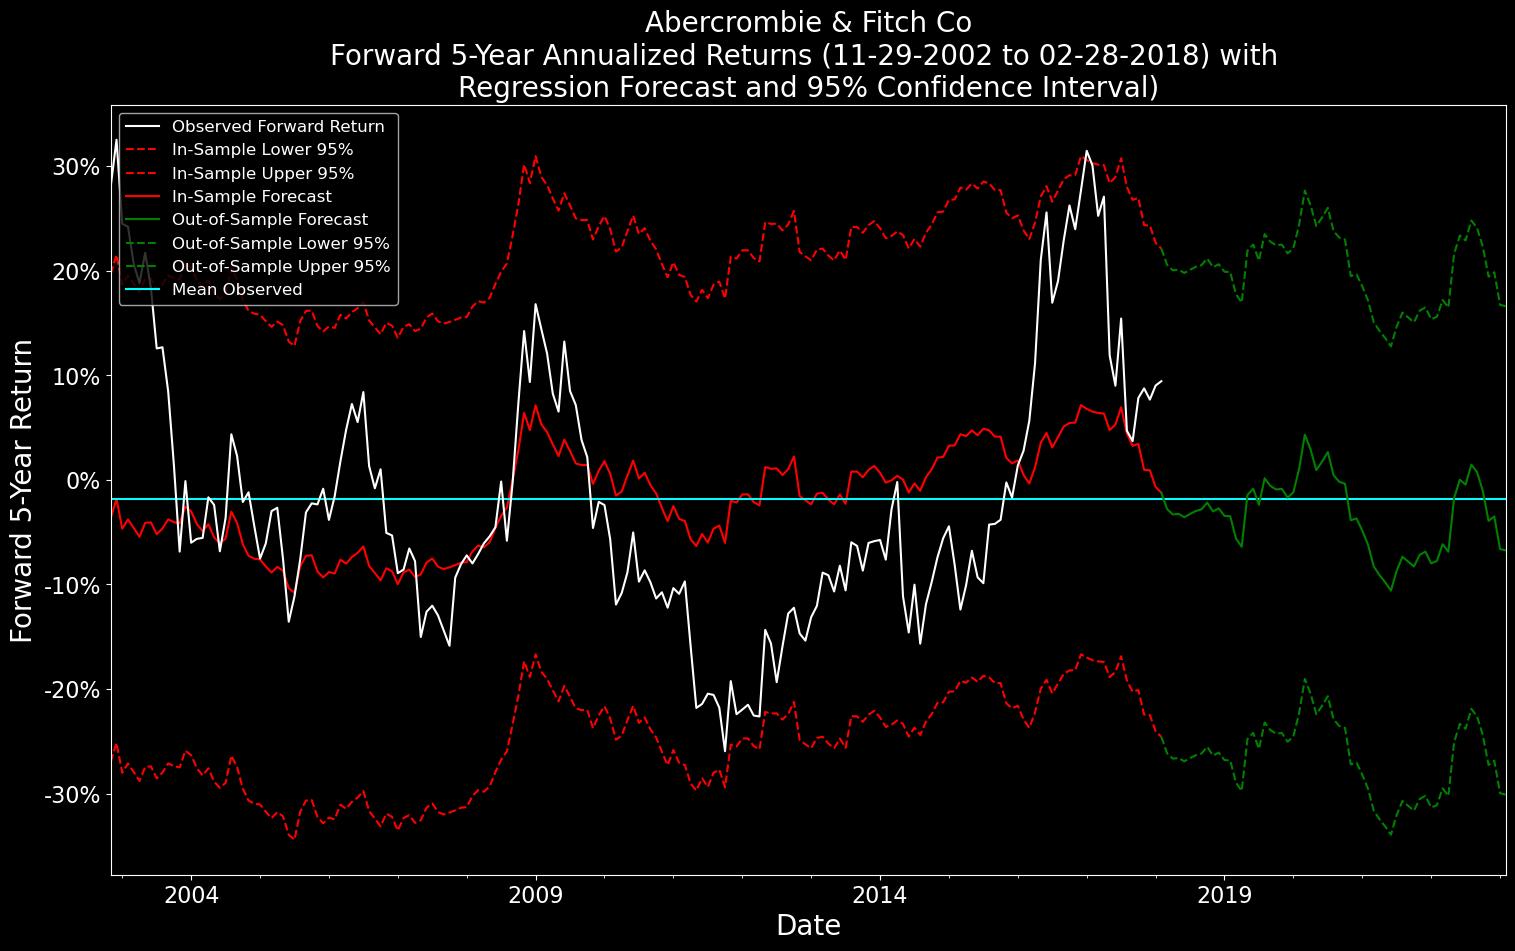 Abercrombie & Fitch Co
Forward 5-Year Annualized Returns (11-29-2002 to 02-28-2018) with
Regression Forecast and 95% Confidence Interval)
Observed Forward Return
In-Sample Lower 95%
In-Sample Upper 95%
In-Sample Forecast
Out-of-Sample Forecast
Out-of-Sample Lower 95%
Out-of-Sample Upper 95%
Mean Observed
Forward 5-Year Return
30%
20%
10%
0%
-10%
-20%
-30%
2004
2009
2014
2019
Date